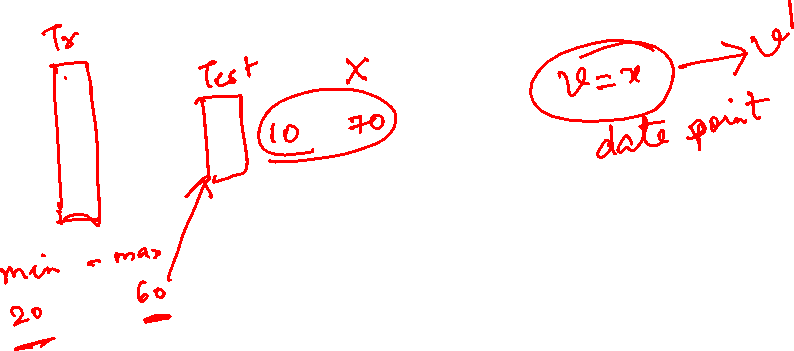 Tr
Test X
10 70
min - max
20 60
v = x → v'
date point